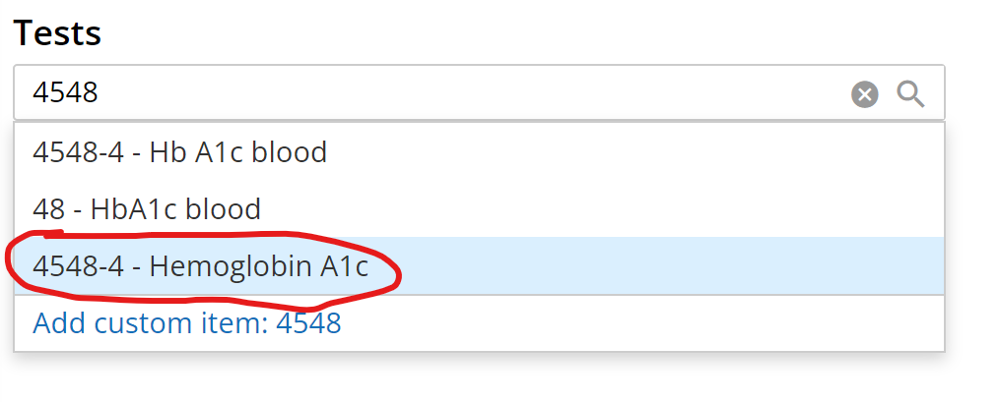 Tests
4548
4548-4 - Hb A1c blood
48 - HbA1c blood
4548-4 - Hemoglobin A1c
Add custom item: 4548